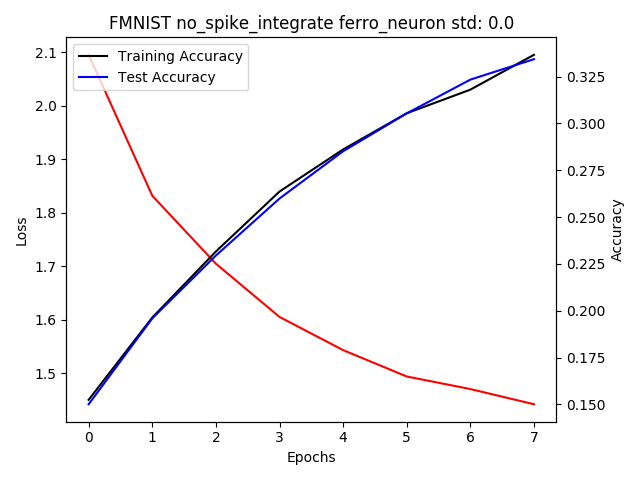 FMNIST no_spike_integrate ferro_neuron std: 0.0
Training Accuracy
Test Accuracy
2.1
2.0
1.9
1.8
1.7
1.6
1.5
Loss
0.325
0.300
0.275
0.250
0.225
0.200
0.175
0.150
Accuracy
0 1 2 3 4 5 6 7
Epochs